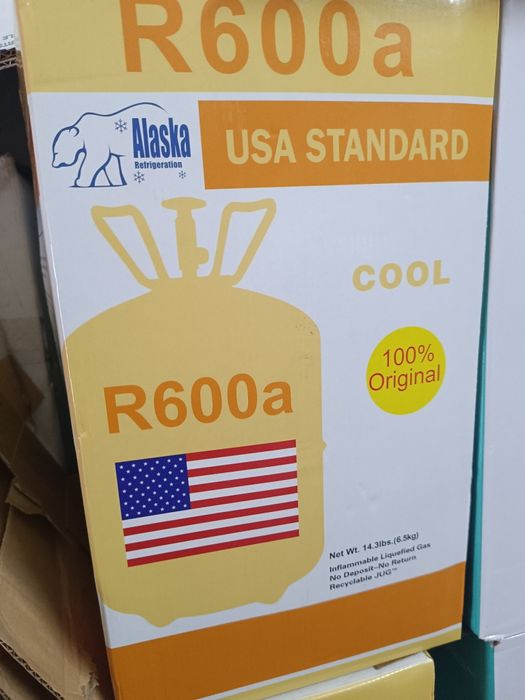 R600a
Alaska
Refrigeration
USA STANDARD
COOL
100%
Original
R600a
Net Wt. 14.3lbs.(6.5kg)
Inflammable Liquefied Gas
No Deposit-No Return
Recyclable JUG™